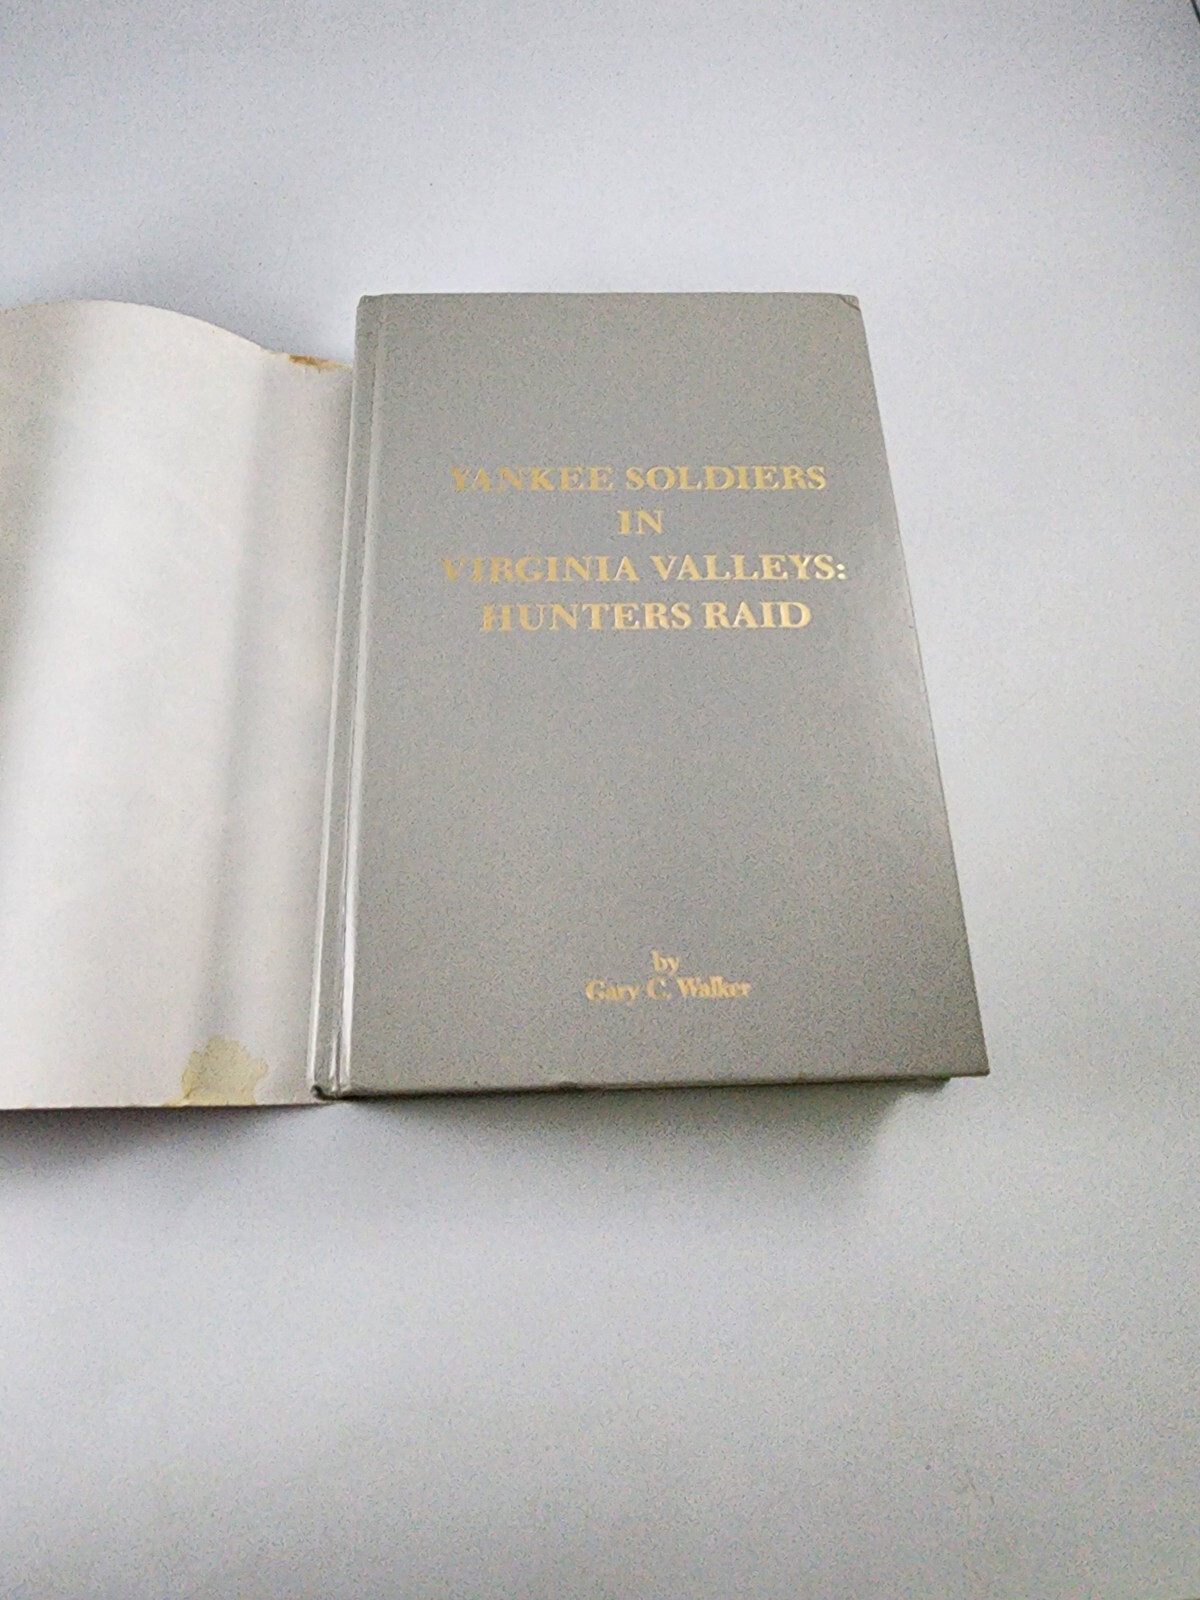 YANKEE SOLDIERS
IN
VIRGINIA VALLEYS:
HUNTERS RAID
by
Gary C. Walker